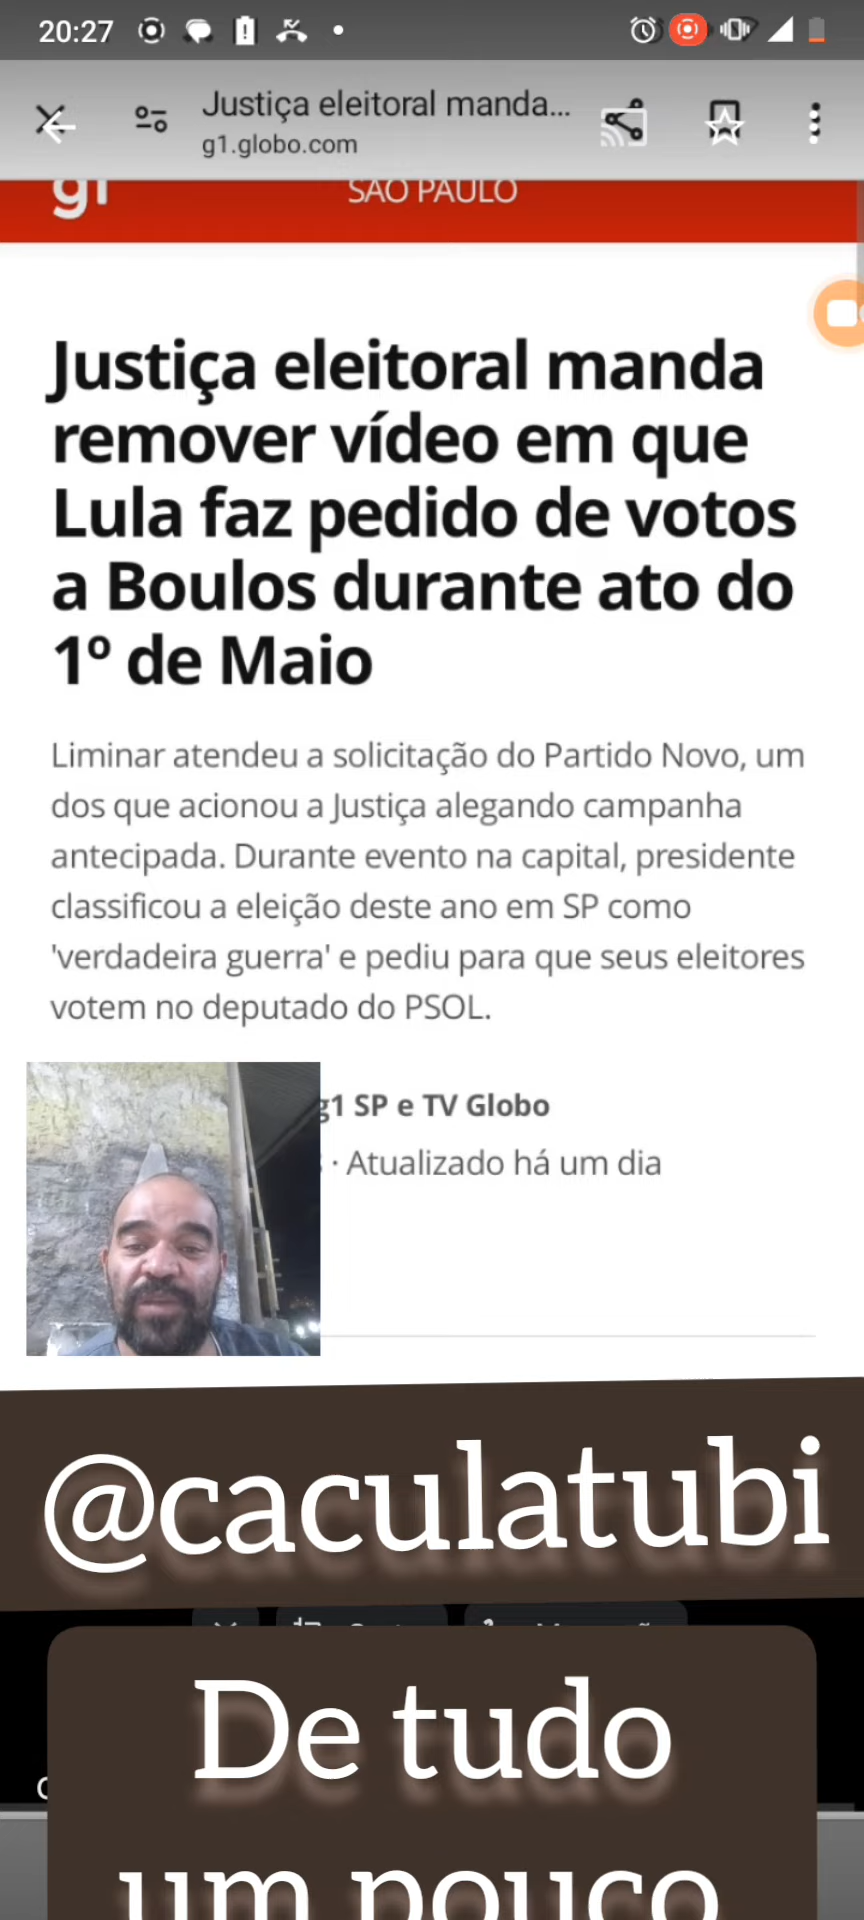 20:27
Justiça eleitoral manda...
g1.globo.com
g1
SÃO PAULO
Justiça eleitoral manda
remover vídeo em que
Lula faz pedido de votos
a Boulos durante ato do
1º de Maio
Liminar atendeu a solicitação do Partido Novo, um
dos que acionou a Justiça alegando campanha
antecipada. Durante evento na capital, presidente
classificou a eleição deste ano em SP como
'verdadeira guerra' e pediu para que seus eleitores
votem no deputado do PSOL.
g1 SP e TV Globo
· Atualizado há um dia
@caculatubi
De tudo
um pouco